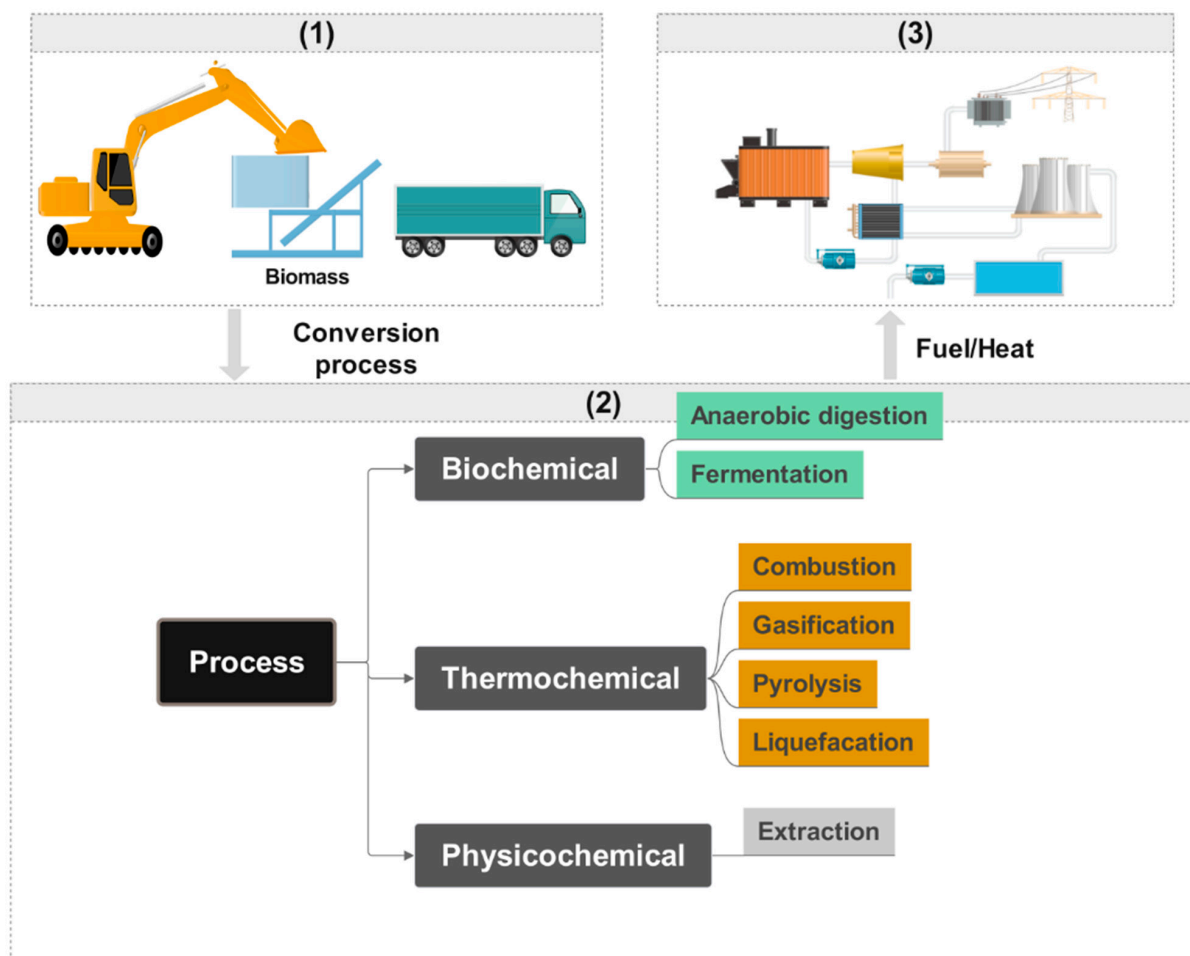 (1)
(3)
Biomass
Conversion
process
Fuel/Heat
(2)
Anaerobic digestion
Biochemical
Fermentation
Combustion
Gasification
Process
Thermochemical
Pyrolysis
Liquefacation
Extraction
Physicochemical